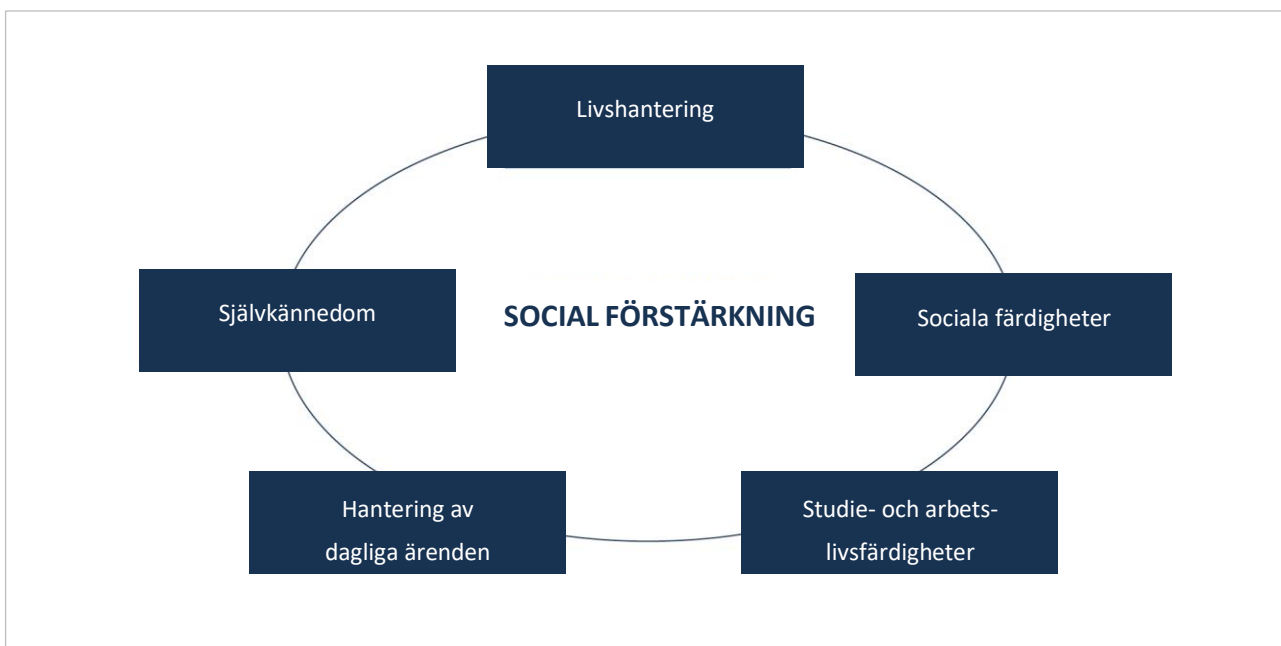 Livshantering
Självkännedom
SOCIAL FÖRSTÄRKNING
Sociala färdigheter
Hantering av
dagliga ärenden
Studie- och arbets-
livsfärdigheter